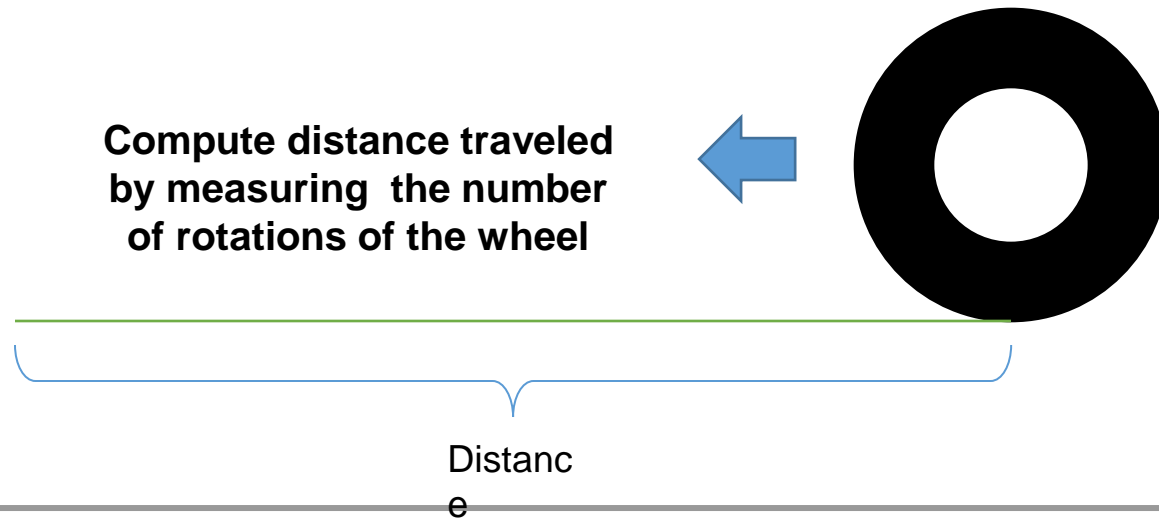 Compute distance traveled
by measuring  the number
of rotations of the wheel
Distanc
e